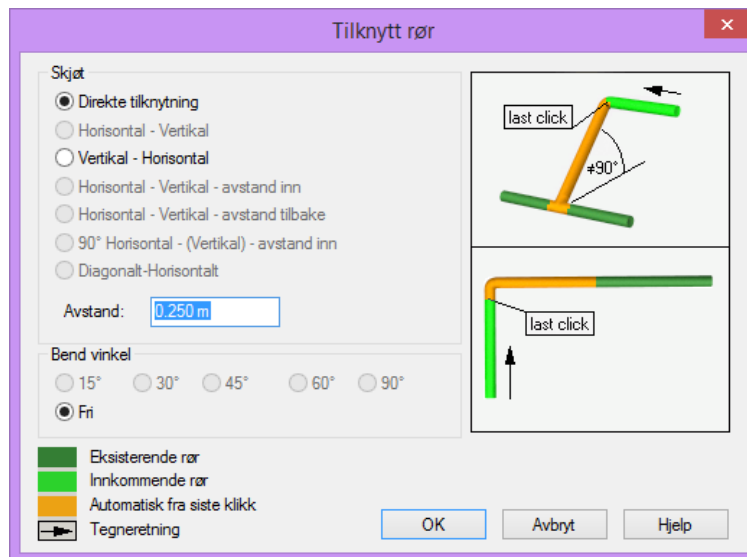 Tilknytt rør
×
Skjøt
Direkte tilknytning
Horisontal - Vertikal
Vertikal - Horisontal
Horisontal - Vertikal - avstand inn
Horisontal - Vertikal - avstand tilbake
90° Horisontal - (Vertikal) - avstand inn
Diagonalt-Horisontalt
Avstand: 0.250 m
last click
≠90°
last click
Bend vinkel
15° 30° 45° 60° 90°
Fri
Eksisterende rør
Innkommende rør
Automatisk fra siste klikk
Tegneretning
OK Avbryt Hjelp